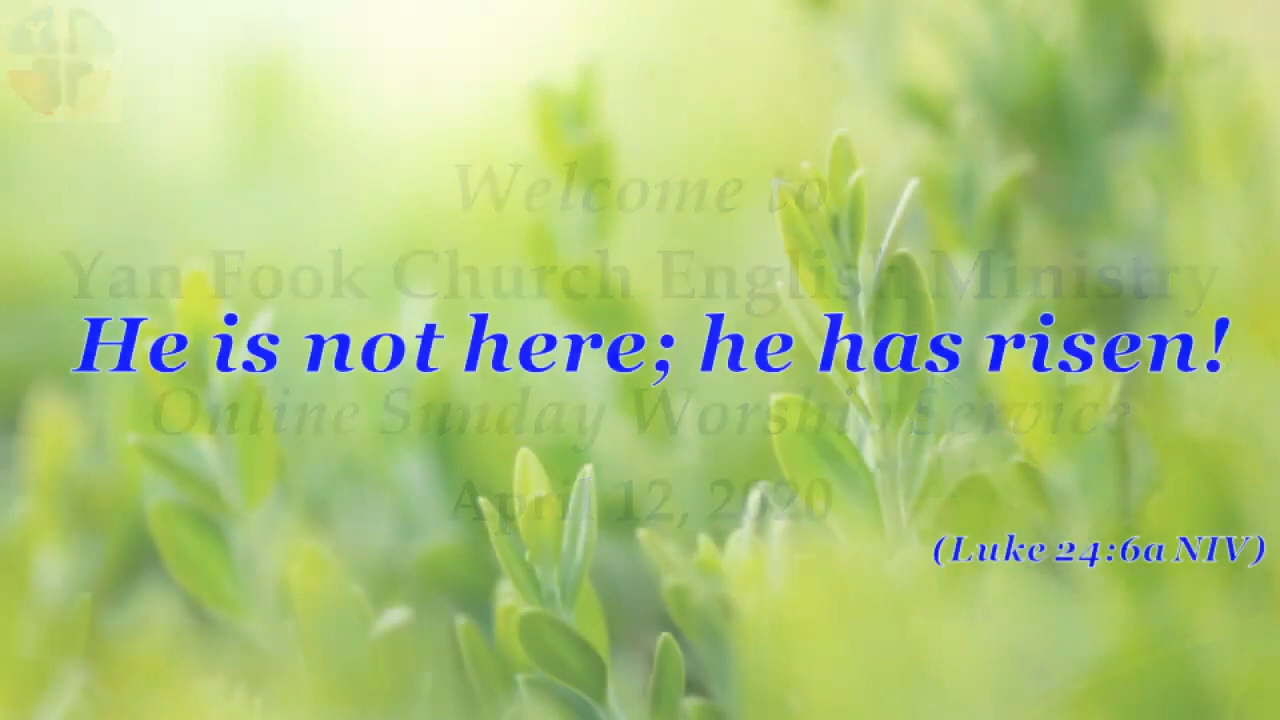 Welcome to
Yan Fook Church English Ministry
He is not here; he has risen!
Online Sunday Worship Service
April 12, 2020
(Luke 24:6a NIV)